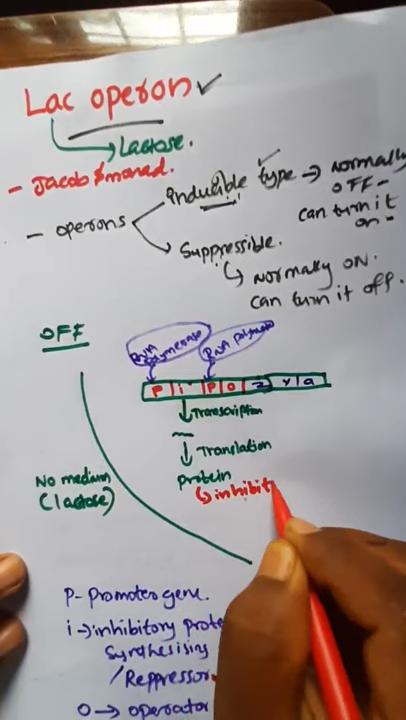 Lac operon ✓
Lactose.
- Jacob & monad.
- operons
inducible type → normally
OFF -
can turn it
on -
Suppressible.
↳ normally ON.
can turn it off.
OFF
RNA polymerase
RNA polymerase
P i P O Z Y a
↓ Transcription
↓ Translation
protein
↳ inhibit
No medium
(lactose)
P - Promoter gene.
i → inhibitory prote
Synthesising
/Repressor
O → operator